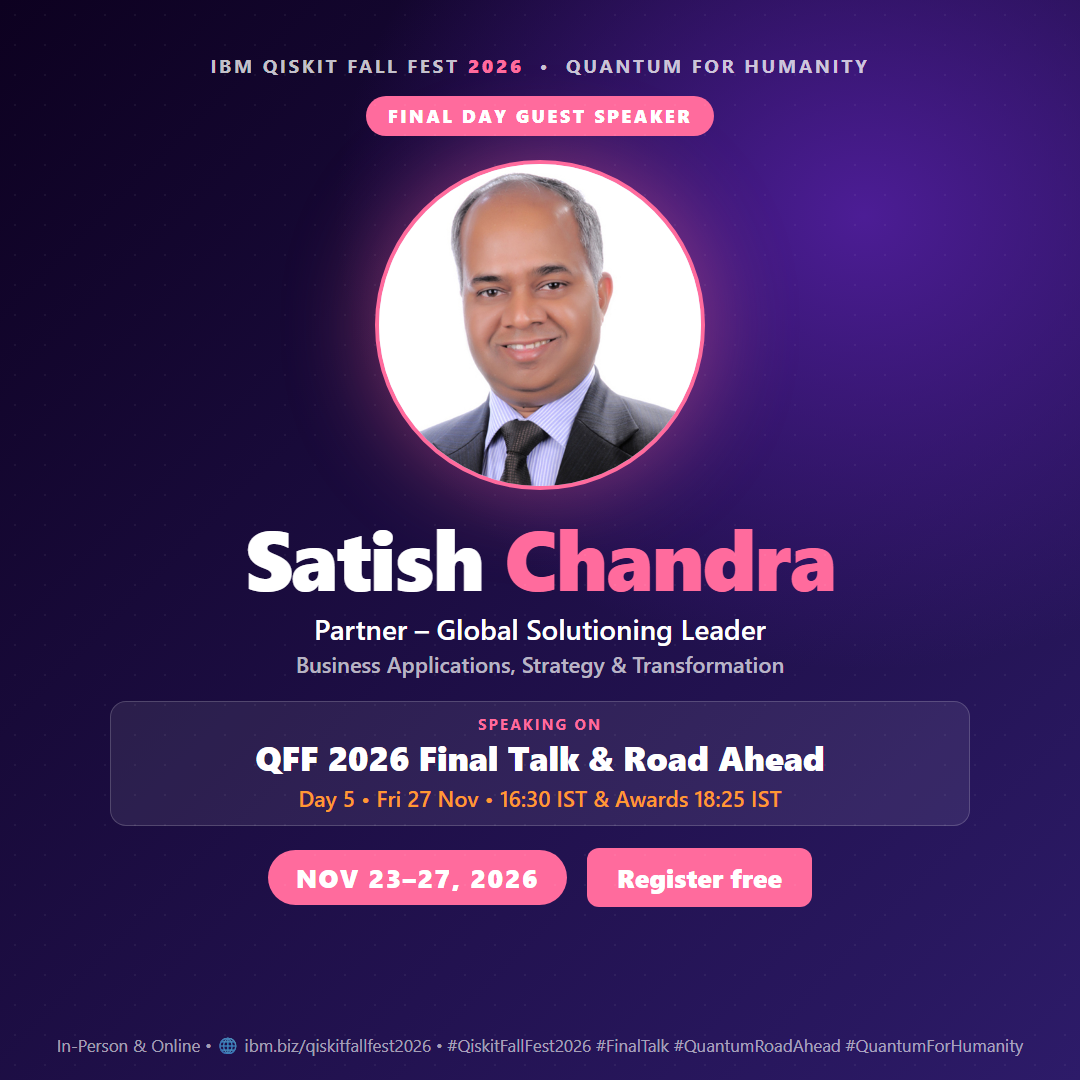 IBM QISKIT FALL FEST 2026 • QUANTUM FOR HUMANITY
FINAL DAY GUEST SPEAKER
Satish Chandra
Partner – Global Solutioning Leader
Business Applications, Strategy & Transformation
SPEAKING ON
QFF 2026 Final Talk & Road Ahead
Day 5 • Fri 27 Nov • 16:30 IST & Awards 18:25 IST
NOV 23–27, 2026
Register free
In-Person & Online • 🌐 ibm.biz/qiskitfallfest2026 • #QiskitFallFest2026 #FinalTalk #QuantumRoadAhead #QuantumForHumanity